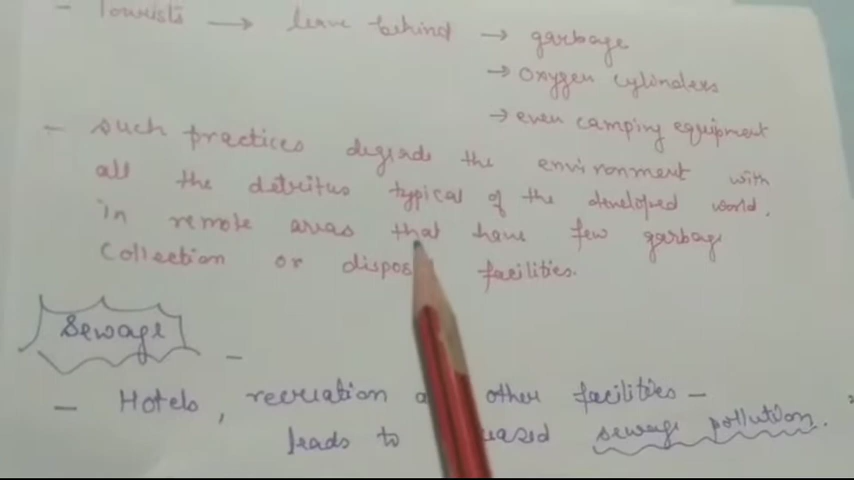 - Tourists → leave behind → garbage
→ oxygen cylinders
→ even camping equipment
- such practices degrade the environment with
all the detritus typical of the developed world.
in remote areas that have few garbage
Collection or dispos facilities.
Sewage -
- Hotels, recreation other facilities -
leads to sewage pollution.